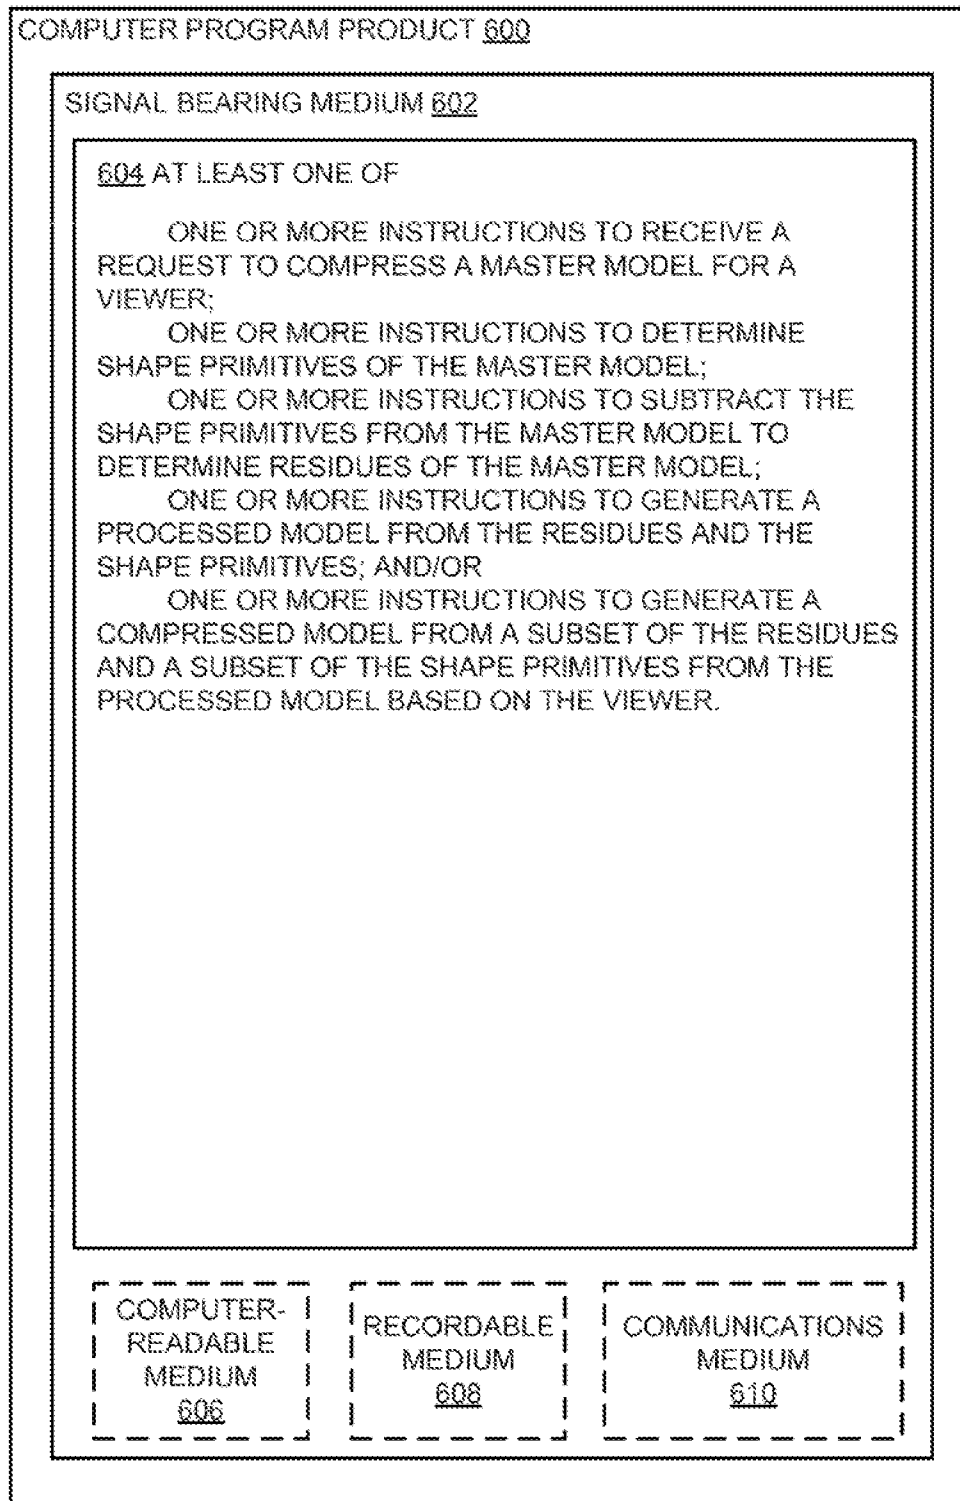 COMPUTER PROGRAM PRODUCT 600
SIGNAL BEARING MEDIUM 602
604 AT LEAST ONE OF
ONE OR MORE INSTRUCTIONS TO RECEIVE A
REQUEST TO COMPRESS A MASTER MODEL FOR A
VIEWER;
ONE OR MORE INSTRUCTIONS TO DETERMINE
SHAPE PRIMITIVES OF THE MASTER MODEL;
ONE OR MORE INSTRUCTIONS TO SUBTRACT THE
SHAPE PRIMITIVES FROM THE MASTER MODEL TO
DETERMINE RESIDUES OF THE MASTER MODEL;
ONE OR MORE INSTRUCTIONS TO GENERATE A
PROCESSED MODEL FROM THE RESIDUES AND THE
SHAPE PRIMITIVES; AND/OR
ONE OR MORE INSTRUCTIONS TO GENERATE A
COMPRESSED MODEL FROM A SUBSET OF THE RESIDUES
AND A SUBSET OF THE SHAPE PRIMITIVES FROM THE
PROCESSED MODEL BASED ON THE VIEWER.
COMPUTER-
READABLE
MEDIUM
606
RECORDABLE
MEDIUM
608
COMMUNICATIONS
MEDIUM
610